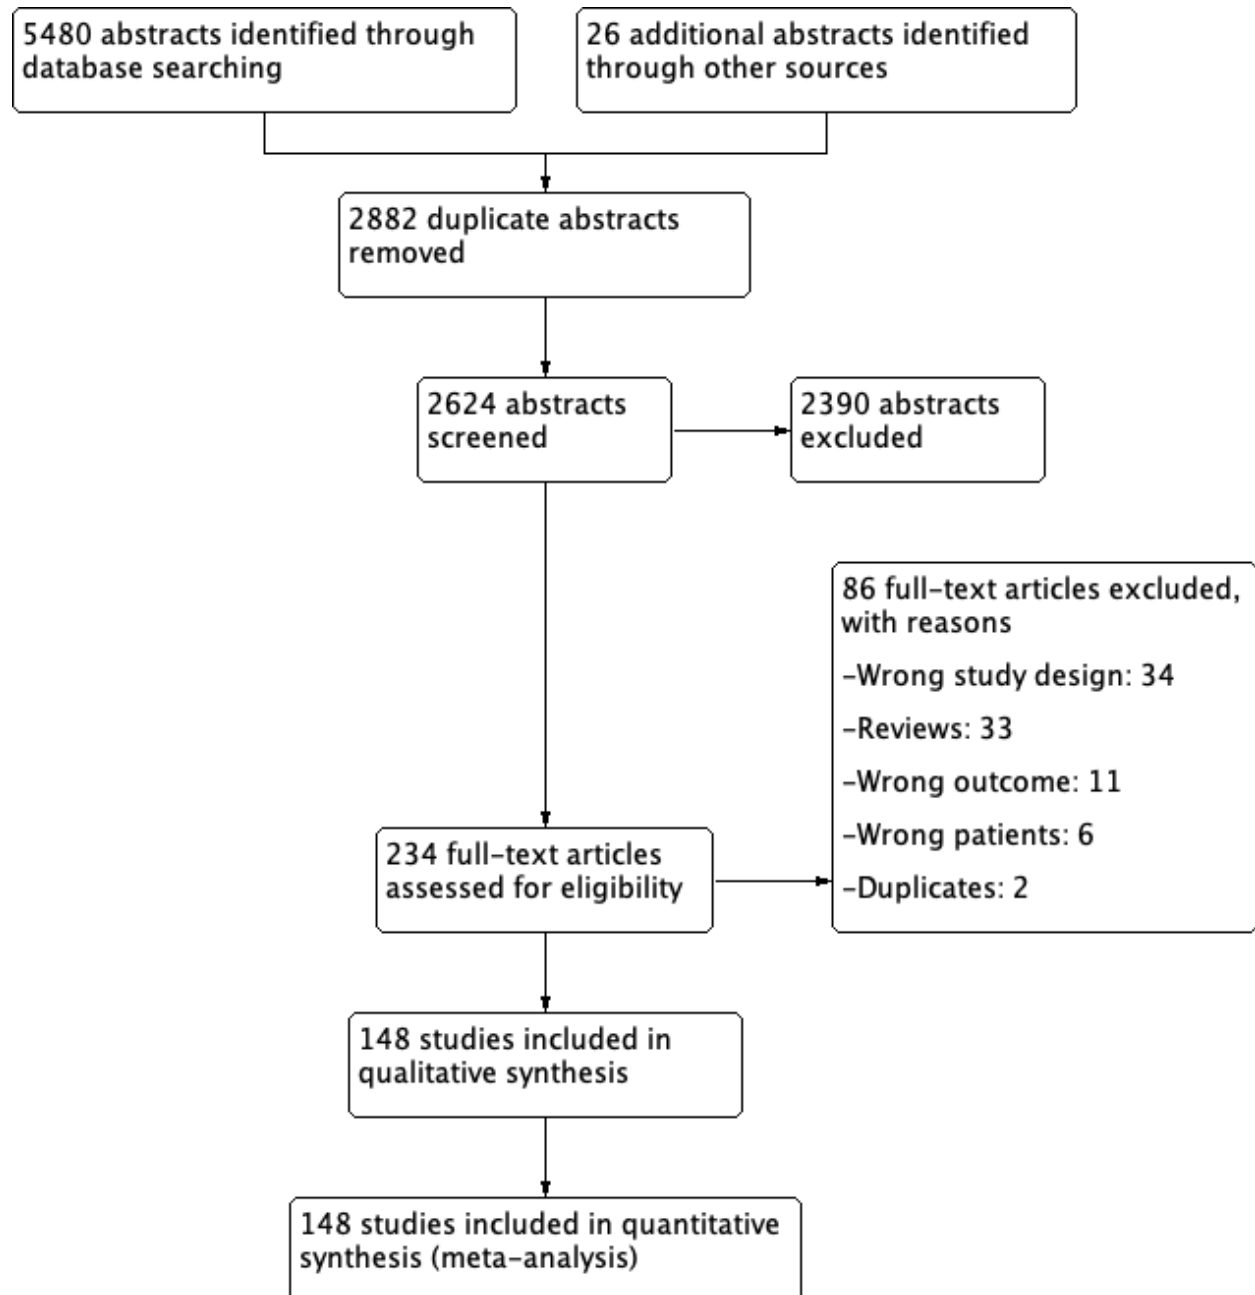 5480 abstracts identified through
database searching
26 additional abstracts identified
through other sources
2882 duplicate abstracts
removed
2624 abstracts
screened
2390 abstracts
excluded
86 full-text articles excluded,
with reasons
-Wrong study design: 34
-Reviews: 33
-Wrong outcome: 11
-Wrong patients: 6
-Duplicates: 2
234 full-text articles
assessed for eligibility
148 studies included in
qualitative synthesis
148 studies included in quantitative
synthesis (meta-analysis)